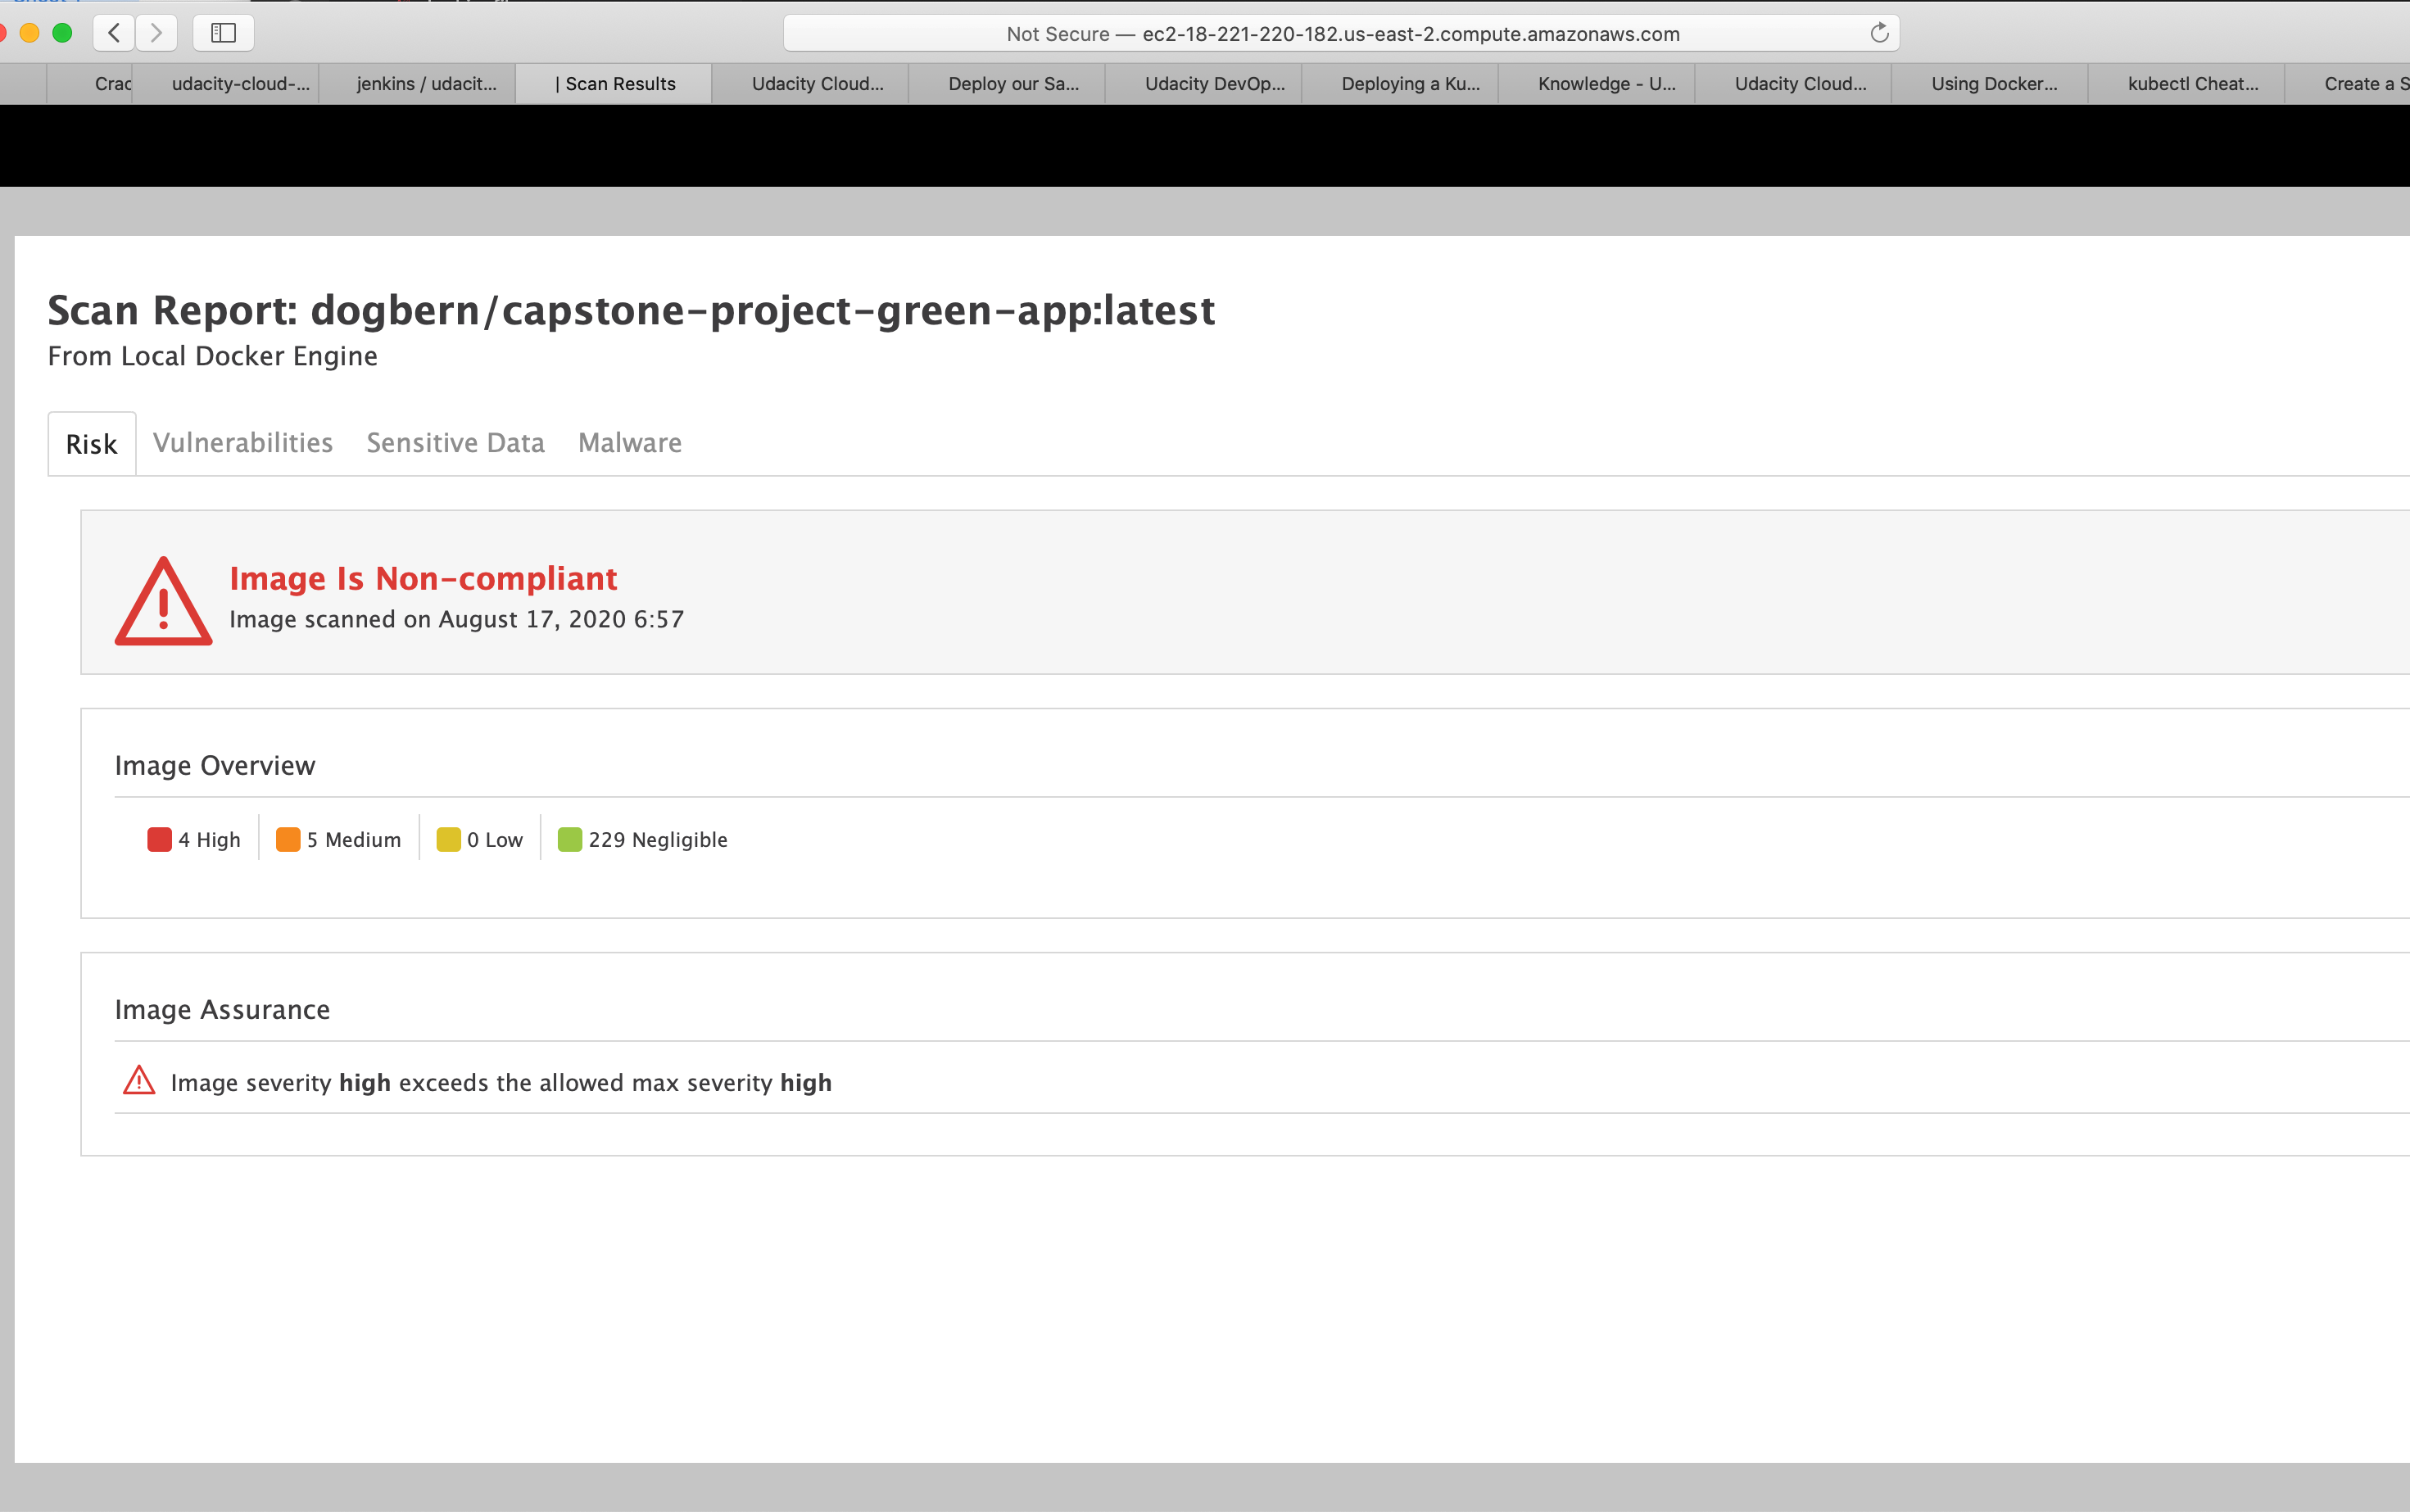 Not Secure — ec2-18-221-220-182.us-east-2.compute.amazonaws.com
Crac
udacity-cloud-...
jenkins / udacit...
| Scan Results
Udacity Cloud...
Deploy our Sa...
Udacity DevOp...
Deploying a Ku...
Knowledge - U...
Udacity Cloud...
Using Docker...
kubectl Cheat...
Create a S
Scan Report: dogbern/capstone-project-green-app:latest
From Local Docker Engine
Risk
Vulnerabilities
Sensitive Data
Malware
Image Is Non-compliant
Image scanned on August 17, 2020 6:57
Image Overview
4 High
5 Medium
0 Low
229 Negligible
Image Assurance
Image severity high exceeds the allowed max severity high